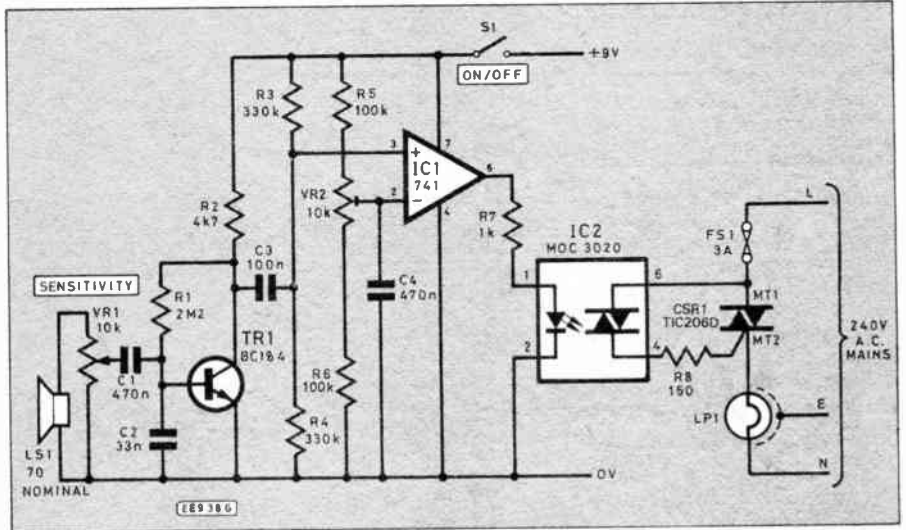 S1
+9V
ON/OFF
R3
330k
R5
100k
3
+
IC1
741
7
6
2
−
4
VR2
10k
R2
4k7
R7
1k
IC2
MOC 3020
L
FS1
3A
C3
100n
SENSITIVITY
VR1
10k
R1
2M2
C4
470n
1
6
CSR1
TIC206D
MT1
MT2
240V
A.C.
MAINS
TR1
BC184
C1
470n
R6
100k
2
4
R8
150
LP1
E
C2
33n
R4
330k
LS1
70
NOMINAL
0V
N
EE938G